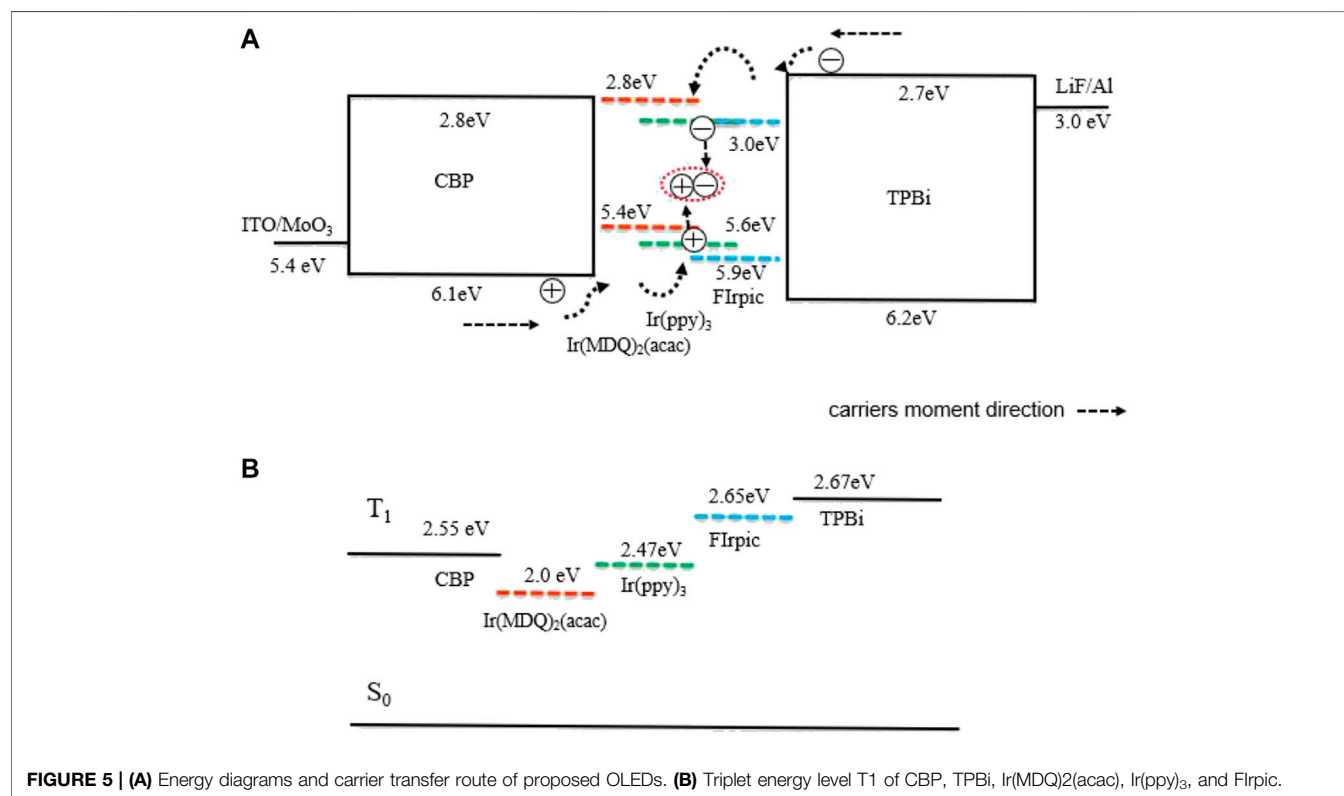 A
2.8eV
2.7eV
LiF/Al
3.0 eV
2.8eV
3.0eV
CBP
TPBi
ITO/MoO3
5.4 eV
5.4eV
5.6eV
5.9eV
FIrpic
6.1eV
6.2eV
Ir(ppy)3
Ir(MDQ)2(acac)
carriers moment direction
B
T1
2.55 eV
CBP
2.0 eV
Ir(MDQ)2(acac)
2.47eV
Ir(ppy)3
2.65eV
FIrpic
2.67eV
TPBi
S0
FIGURE 5 | (A) Energy diagrams and carrier transfer route of proposed OLEDs. (B) Triplet energy level T1 of CBP, TPBi, Ir(MDQ)2(acac), Ir(ppy)3, and FIrpic.